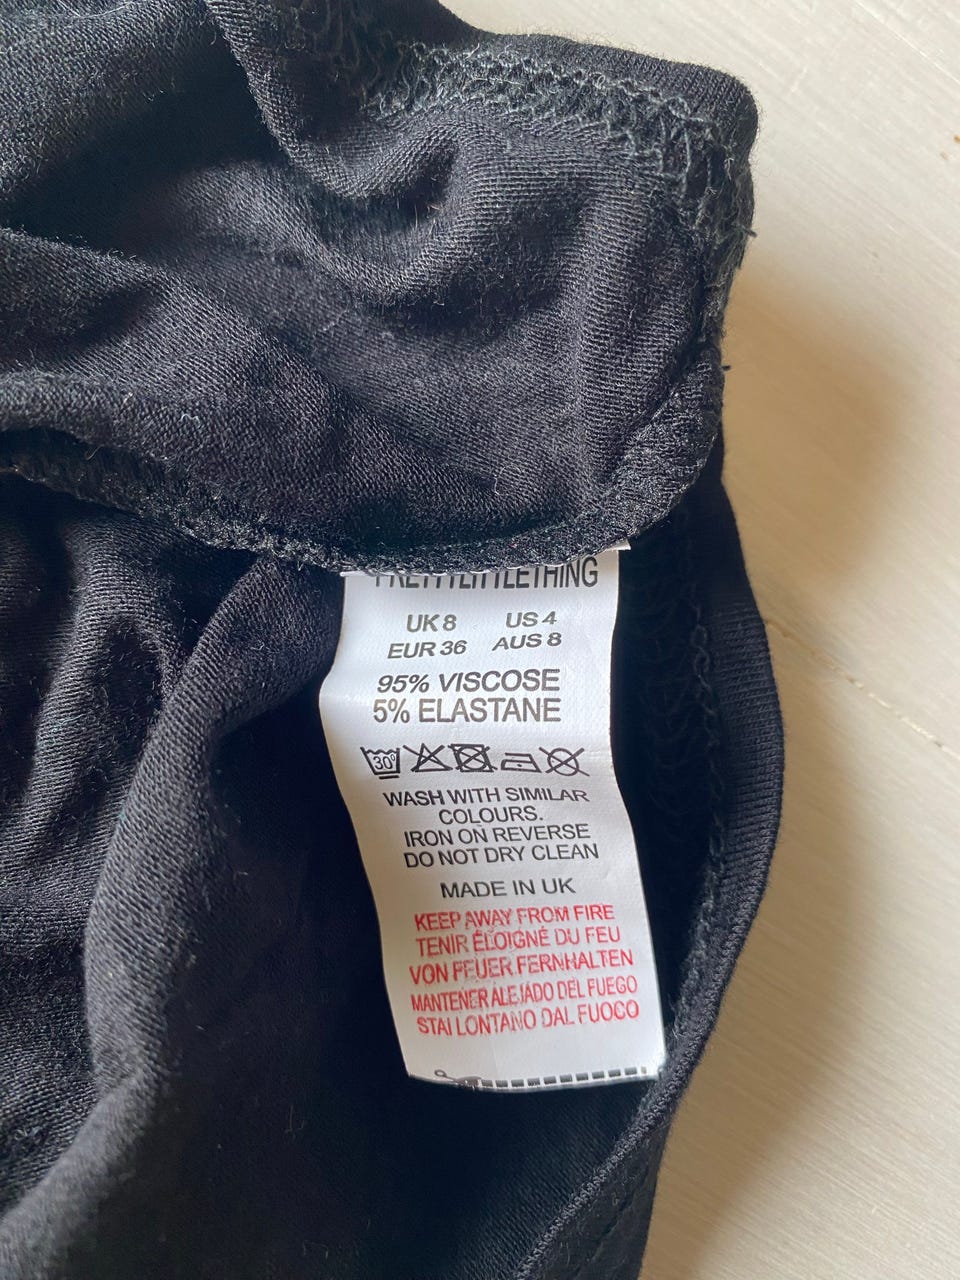 PRETTYLITTLETHING
UK 8 US 4
EUR 36 AUS 8
95% VISCOSE
5% ELASTANE
30°
WASH WITH SIMILAR
COLOURS.
IRON ON REVERSE
DO NOT DRY CLEAN
MADE IN UK
KEEP AWAY FROM FIRE
TENIR ÉLOIGNÉ DU FEU
VON FEUER FERNHALTEN
MANTENER ALEJADO DEL FUEGO
STAI LONTANO DAL FUOCO